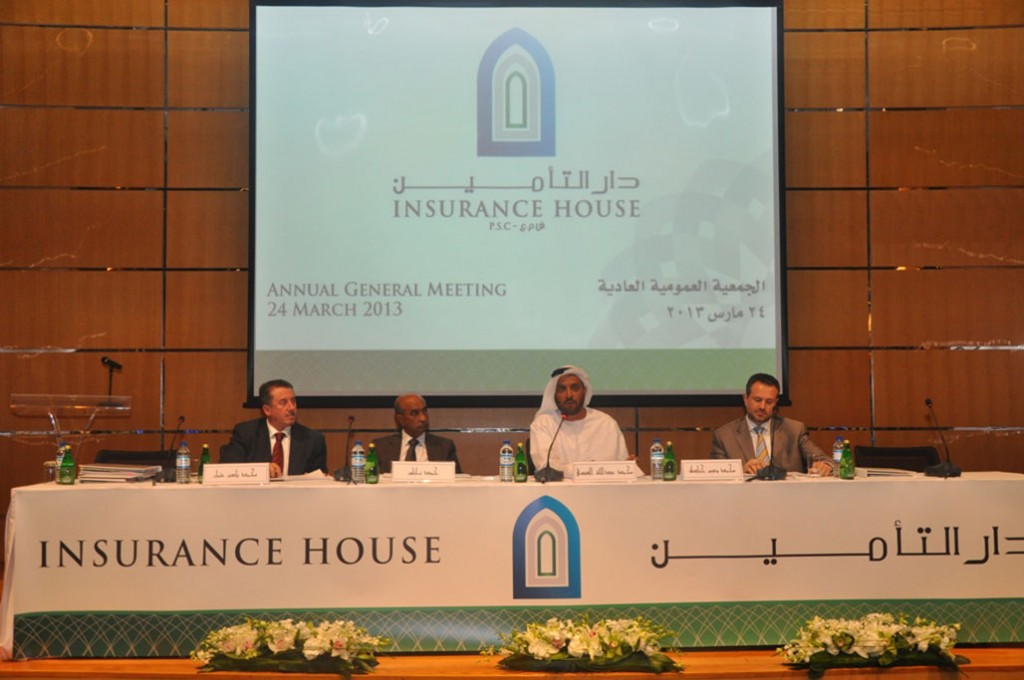 دار التأمين
INSURANCE HOUSE
P.S.C - ش.م.ع
ANNUAL GENERAL MEETING
24 MARCH 2013
الجمعية العمومية العادية
٢٤ مارس ٢٠١٣
INSURANCE HOUSE
دار التأمين